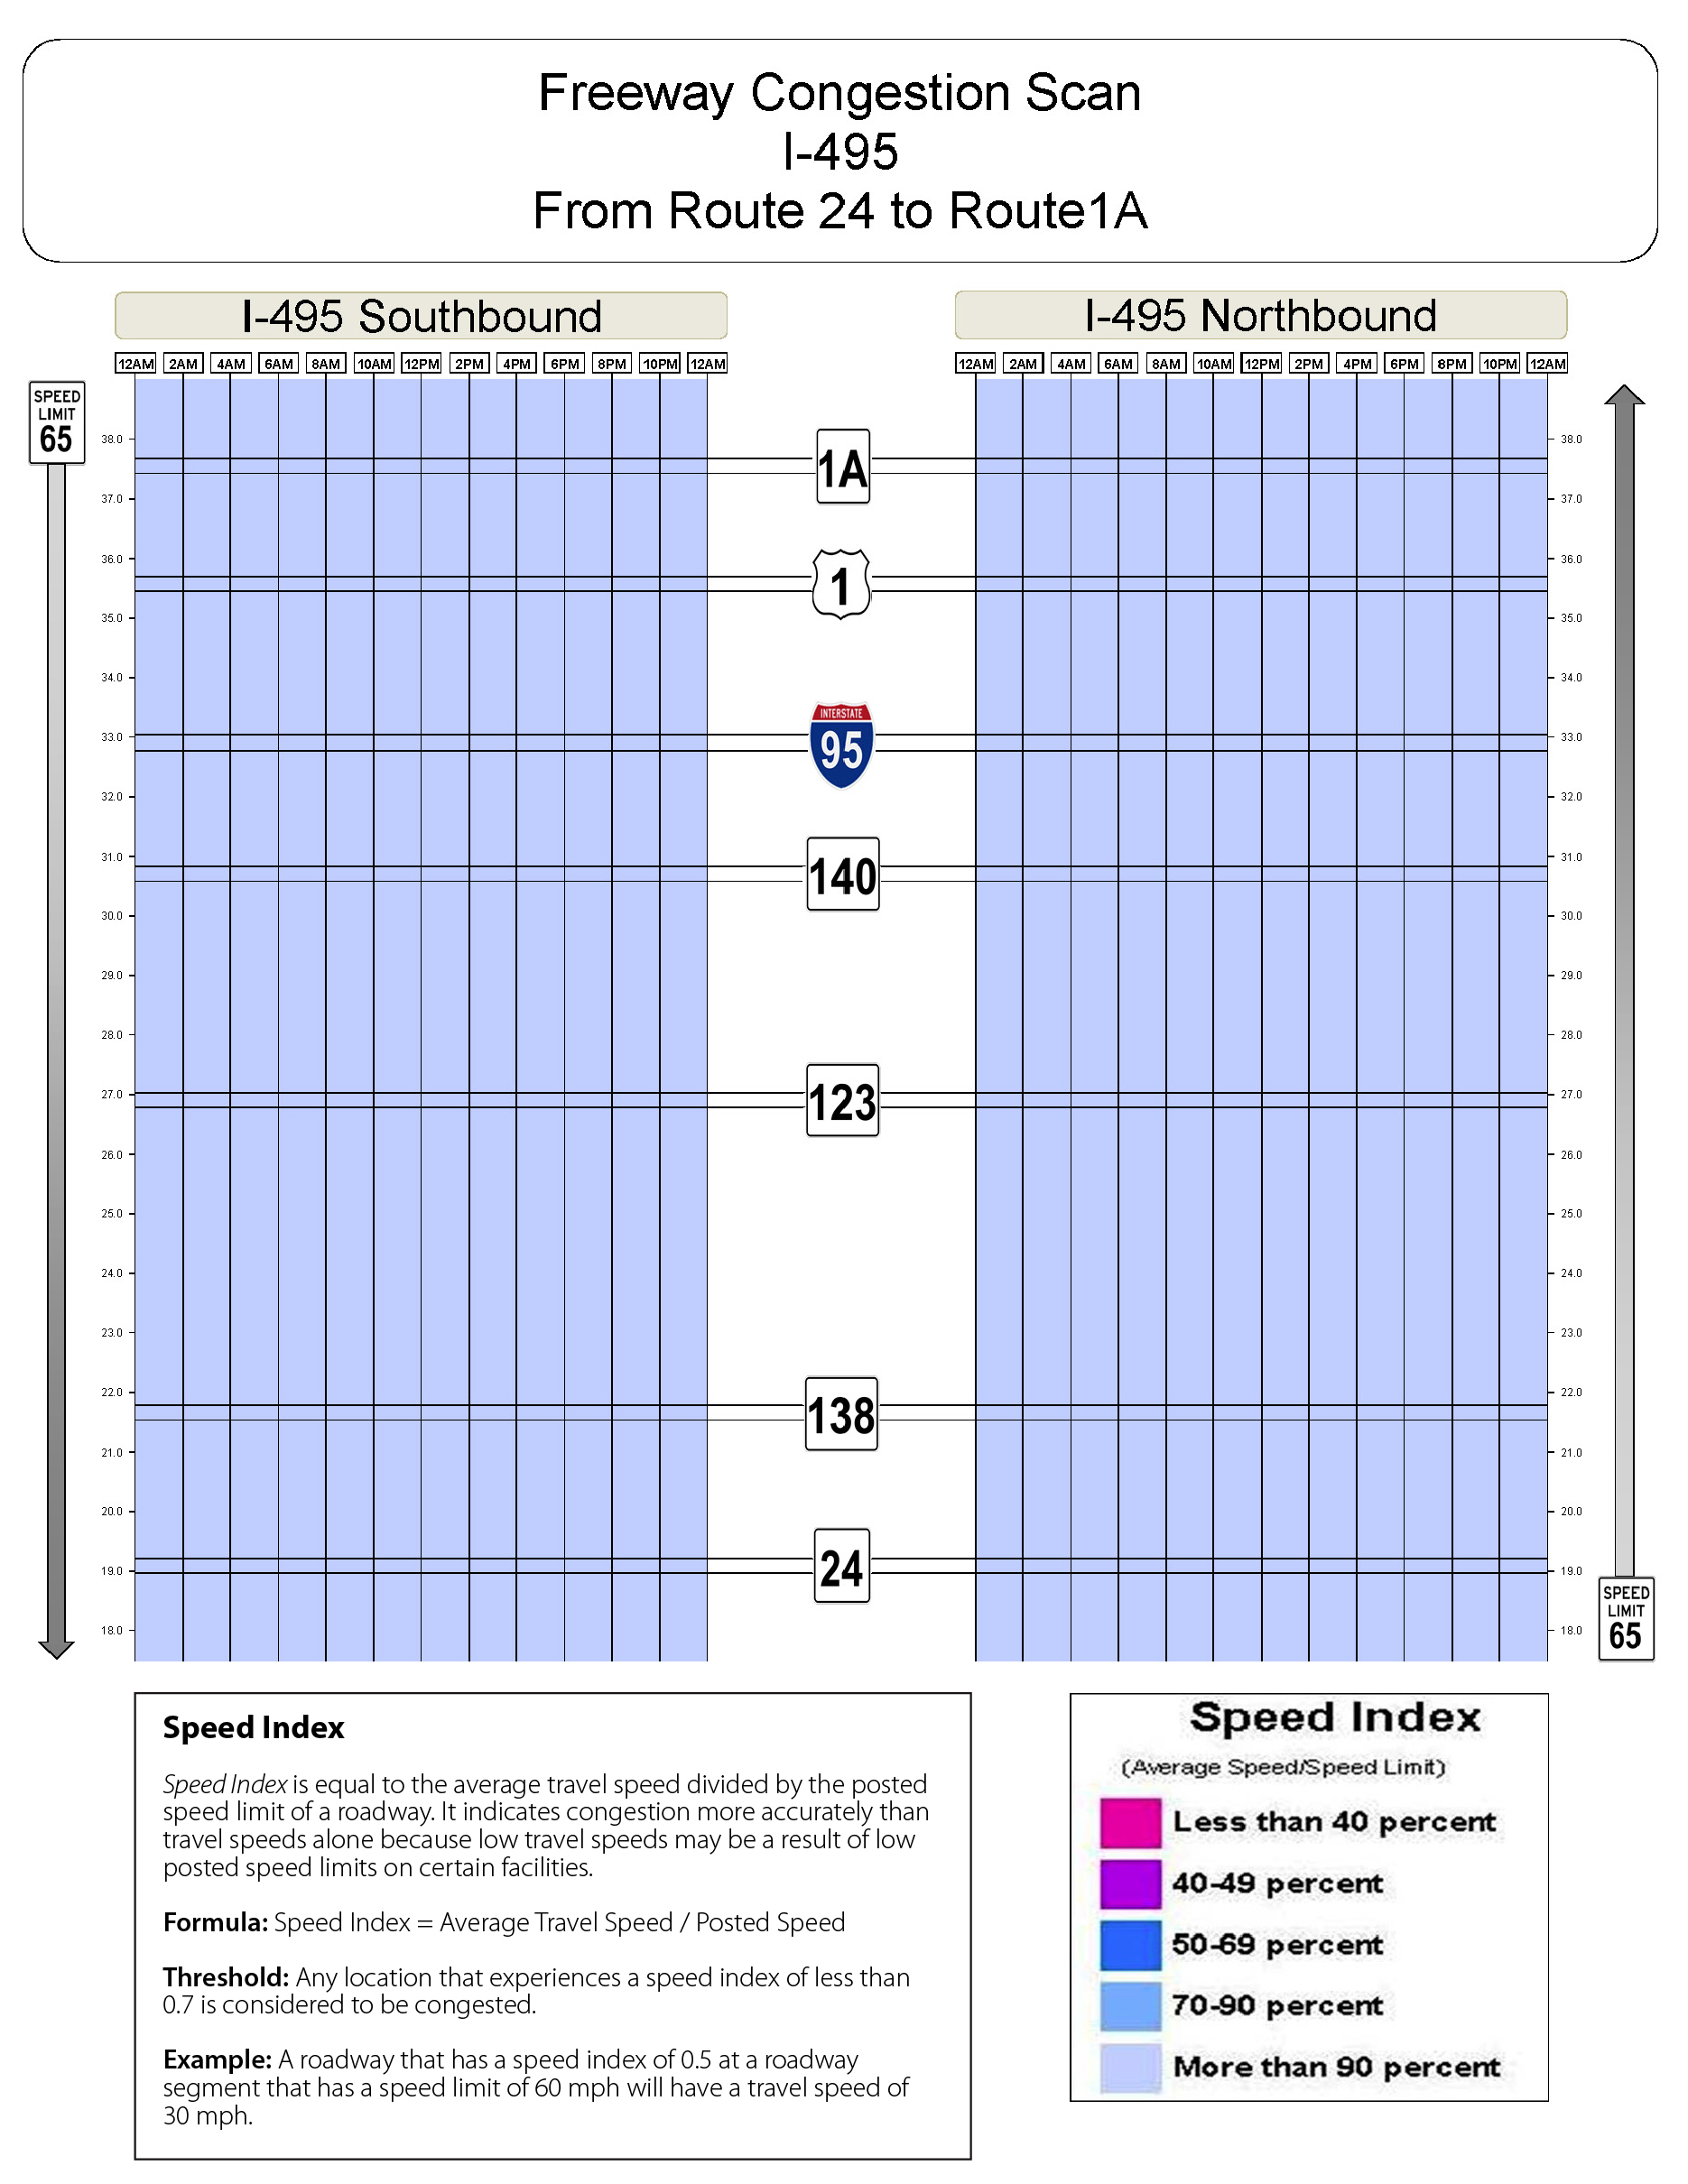 Freeway Congestion Scan
I-495
From Route 24 to Route1A
I-495 Southbound
I-495 Northbound
12AM 2AM 4AM 6AM 8AM 10AM 12PM 2PM 4PM 6PM 8PM 10PM 12AM
12AM 2AM 4AM 6AM 8AM 10AM 12PM 2PM 4PM 6PM 8PM 10PM 12AM
SPEED
LIMIT
65
38.0 38.0
1A
37.0 37.0
36.0 36.0
1
35.0 35.0
34.0 34.0
INTERSTATE
33.0 33.0
95
32.0 32.0
31.0 31.0
140
30.0 30.0
29.0 29.0
28.0 28.0
27.0 27.0
123
26.0 26.0
25.0 25.0
24.0 24.0
23.0 23.0
22.0 22.0
138
21.0 21.0
20.0 20.0
19.0 19.0
24
18.0 18.0
SPEED
LIMIT
65
Speed Index
Speed Index is equal to the average travel speed divided by the posted
speed limit of a roadway. It indicates congestion more accurately than
travel speeds alone because low travel speeds may be a result of low
posted speed limits on certain facilities.
Formula: Speed Index = Average Travel Speed / Posted Speed
Threshold: Any location that experiences a speed index of less than
0.7 is considered to be congested.
Example: A roadway that has a speed index of 0.5 at a roadway
segment that has a speed limit of 60 mph will have a travel speed of
30 mph.
Speed Index
(Average Speed/Speed Limit)
Less than 40 percent
40-49 percent
50-69 percent
70-90 percent
More than 90 percent